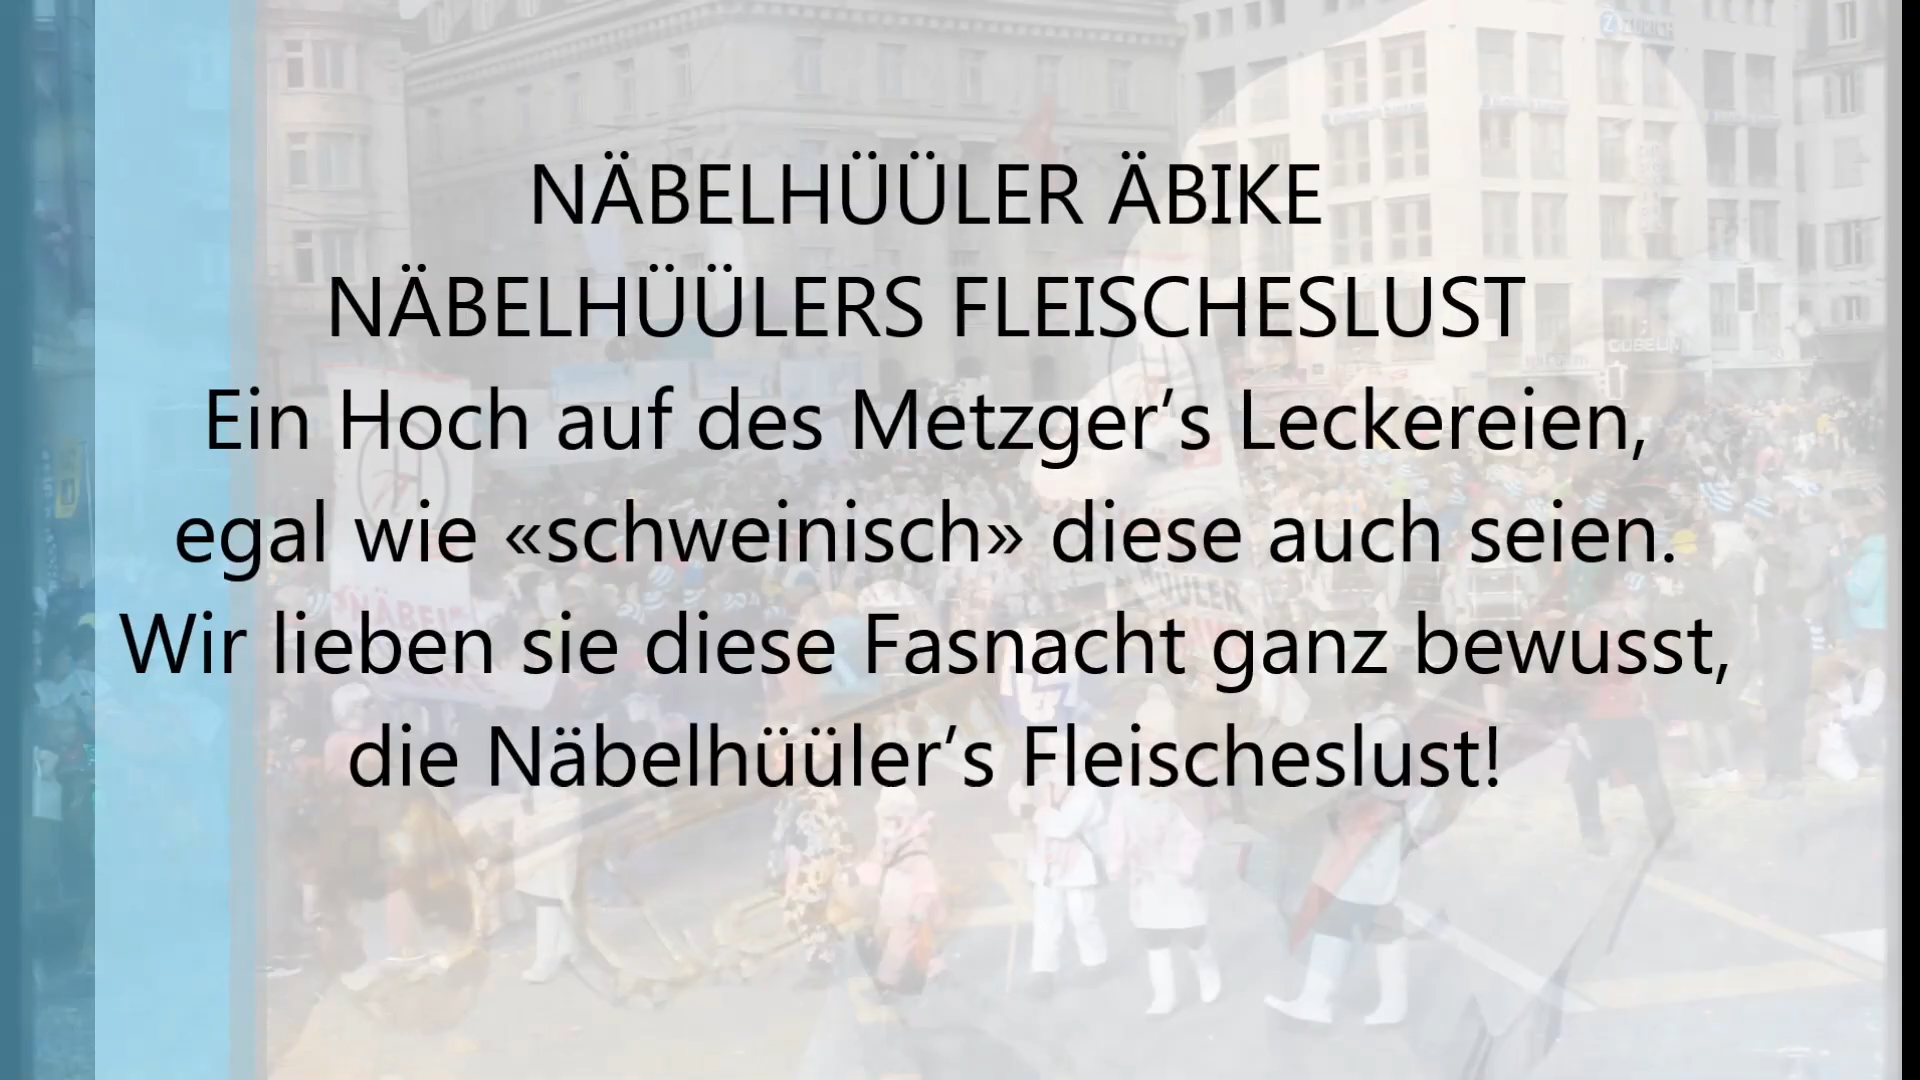 NÄBELHÜÜLER ÄBIKE
NÄBELHÜÜLERS FLEISCHESLUST
Ein Hoch auf des Metzger’s Leckereien,
egal wie «schweinisch» diese auch seien.
Wir lieben sie diese Fasnacht ganz bewusst,
die Näbelhüüler’s Fleischeslust!
ZURICH